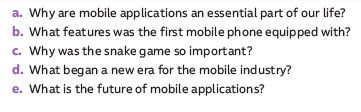 a. Why are mobile applications an essential part of our life?
b. What features was the first mobile phone equipped with?
c. Why was the snake game so important?
d. What began a new era for the mobile industry?
e. What is the future of mobile applications?